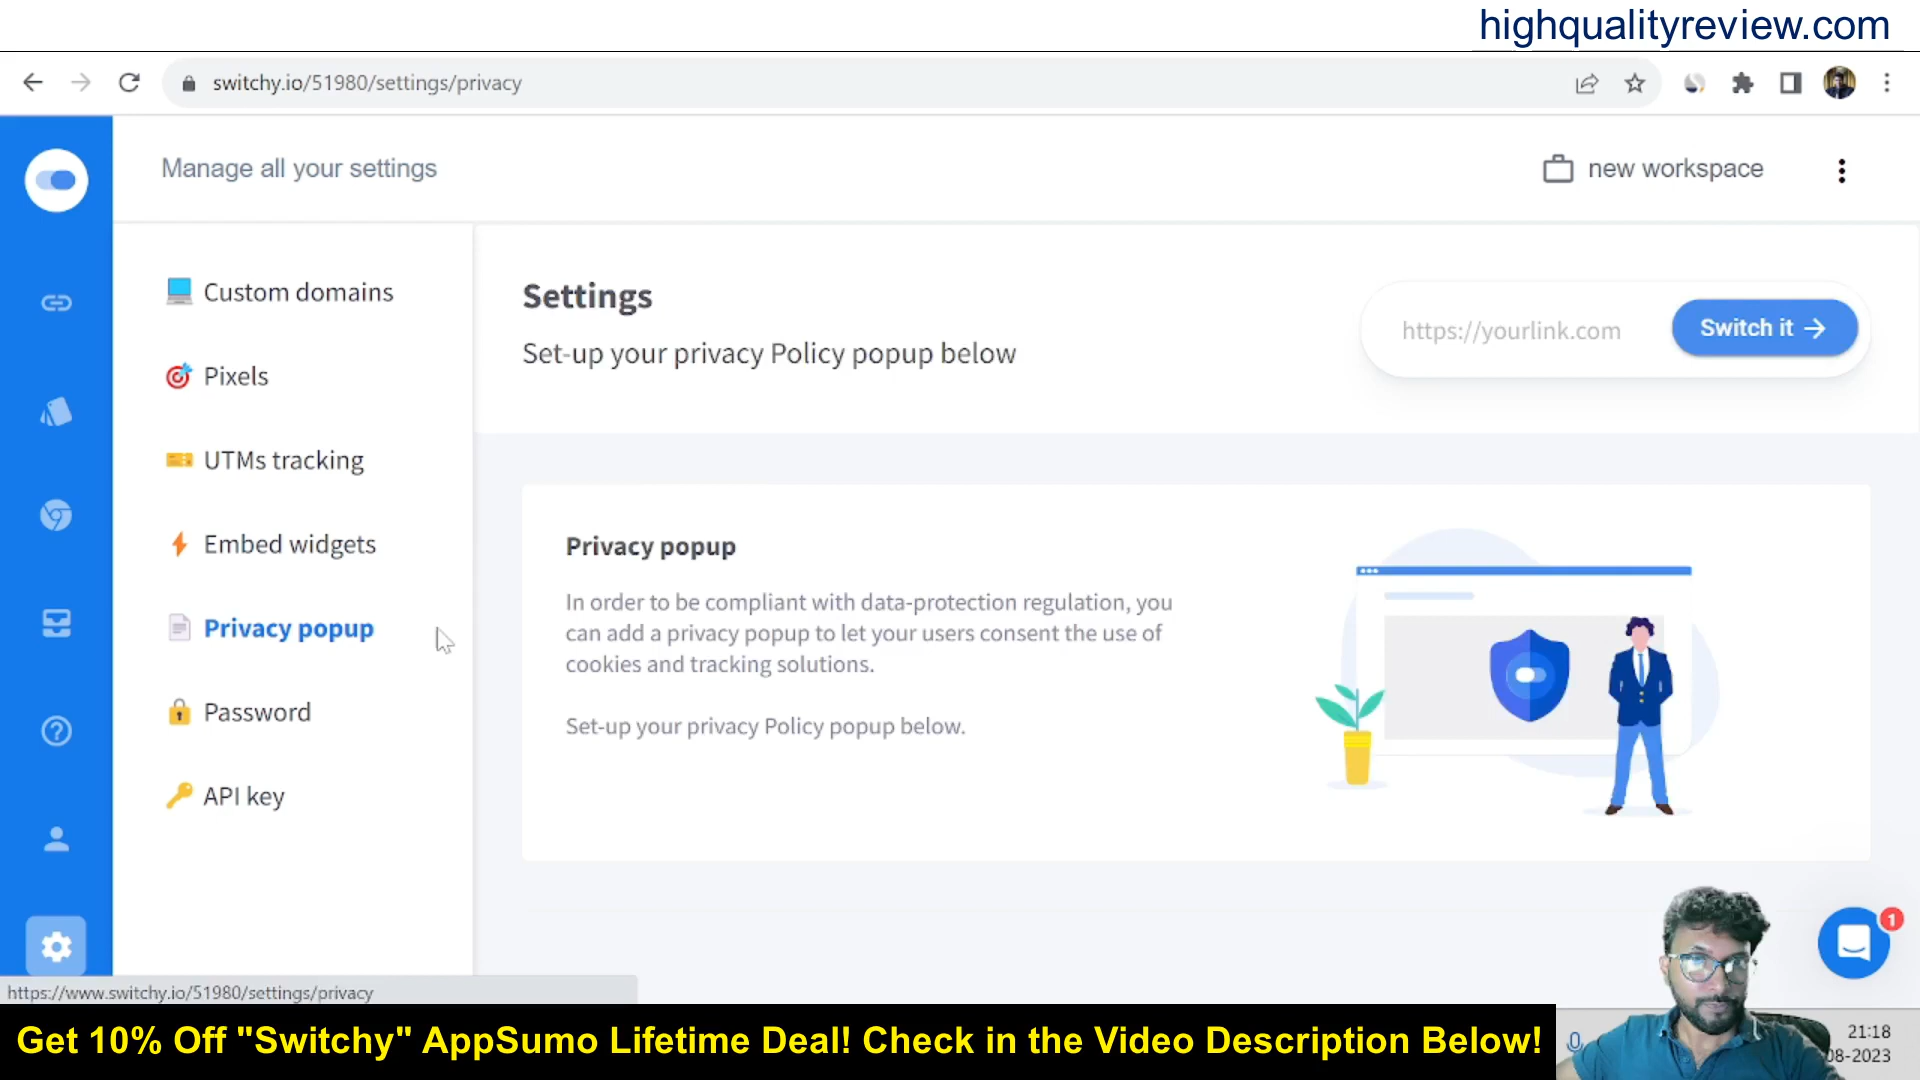 highqualityreview.com
switchy.io/51980/settings/privacy
Manage all your settings
new workspace
Custom domains
Pixels
UTMs tracking
Embed widgets
Privacy popup
Password
API key
Settings
Set-up your privacy Policy popup below
https://yourlink.com
Switch it
Privacy popup
In order to be compliant with data-protection regulation, you
can add a privacy popup to let your users consent the use of
cookies and tracking solutions.
Set-up your privacy Policy popup below.
1
https://www.switchy.io/51980/settings/privacy
Get 10% Off "Switchy" AppSumo Lifetime Deal! Check in the Video Description Below!
21:18
08-2023